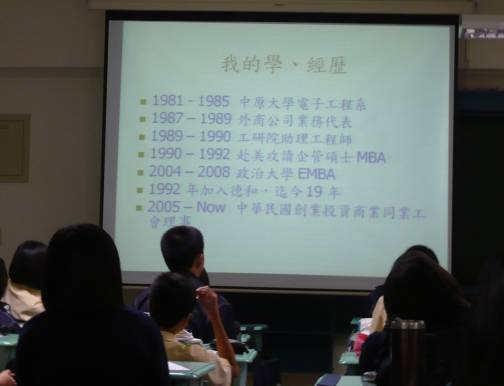 我的學、經歷
1981 - 1985 中原大學電子工程系
1987 – 1989 外商公司業務代表
1989 – 1990 工研院助理工程師
1990 – 1992 赴美攻讀企管碩士 MBA
2004 – 2008 政治大學 EMBA
1992 年加入德和，迄今 19 年
2005 – Now 中華民國創業投資商業同業工
會理事